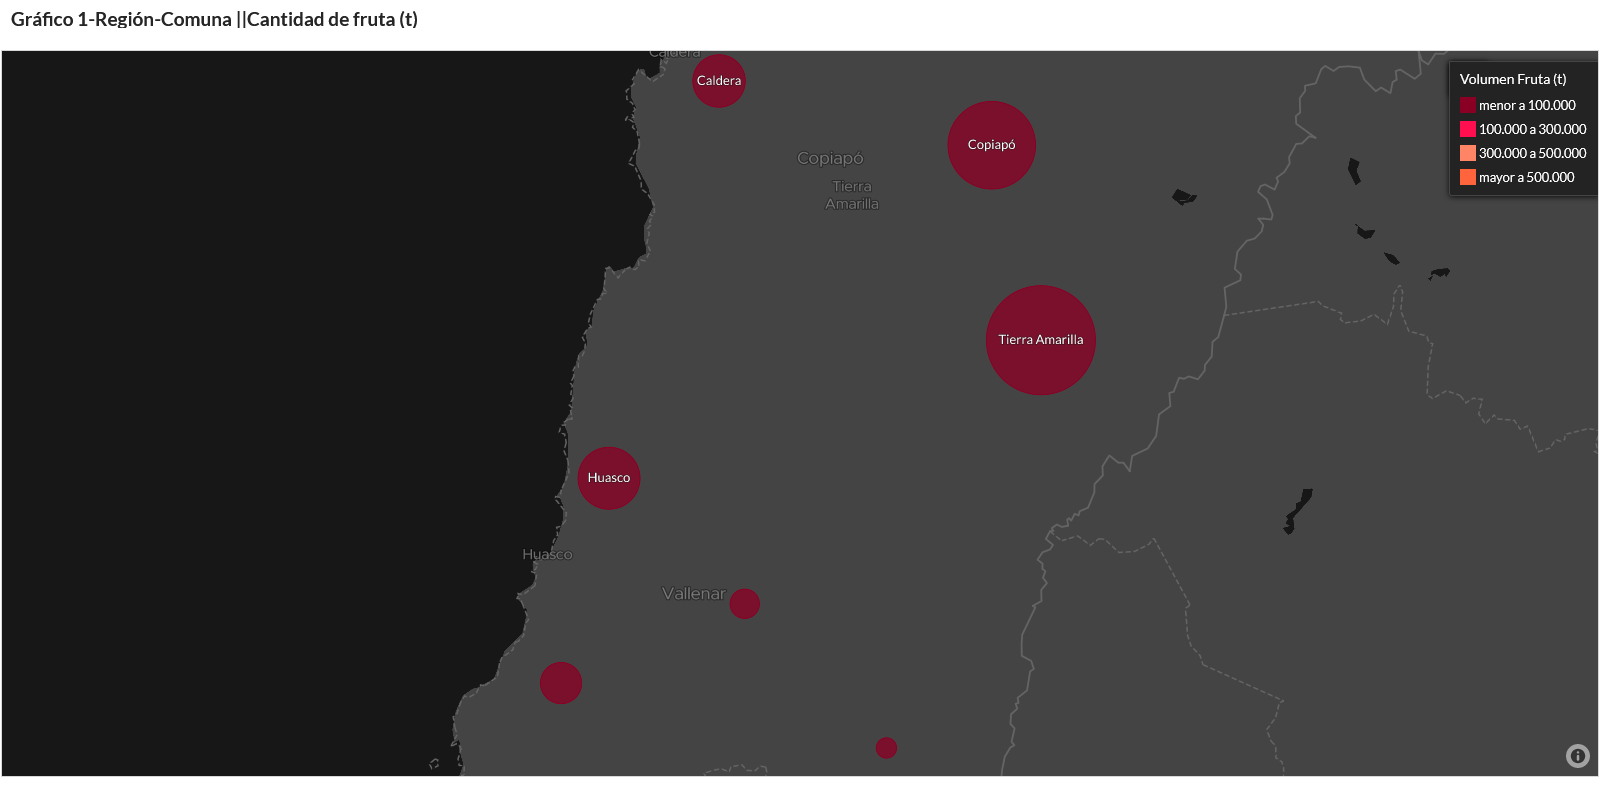 Gráfico 1-Región-Comuna ||Cantidad de fruta (t)
Caldera
Caldera
Volumen Fruta (t)
menor a 100.000
100.000 a 300.000
300.000 a 500.000
mayor a 500.000
Copiapó
Copiapó
Tierra
Amarilla
Tierra Amarilla
Huasco
Huasco
Vallenar